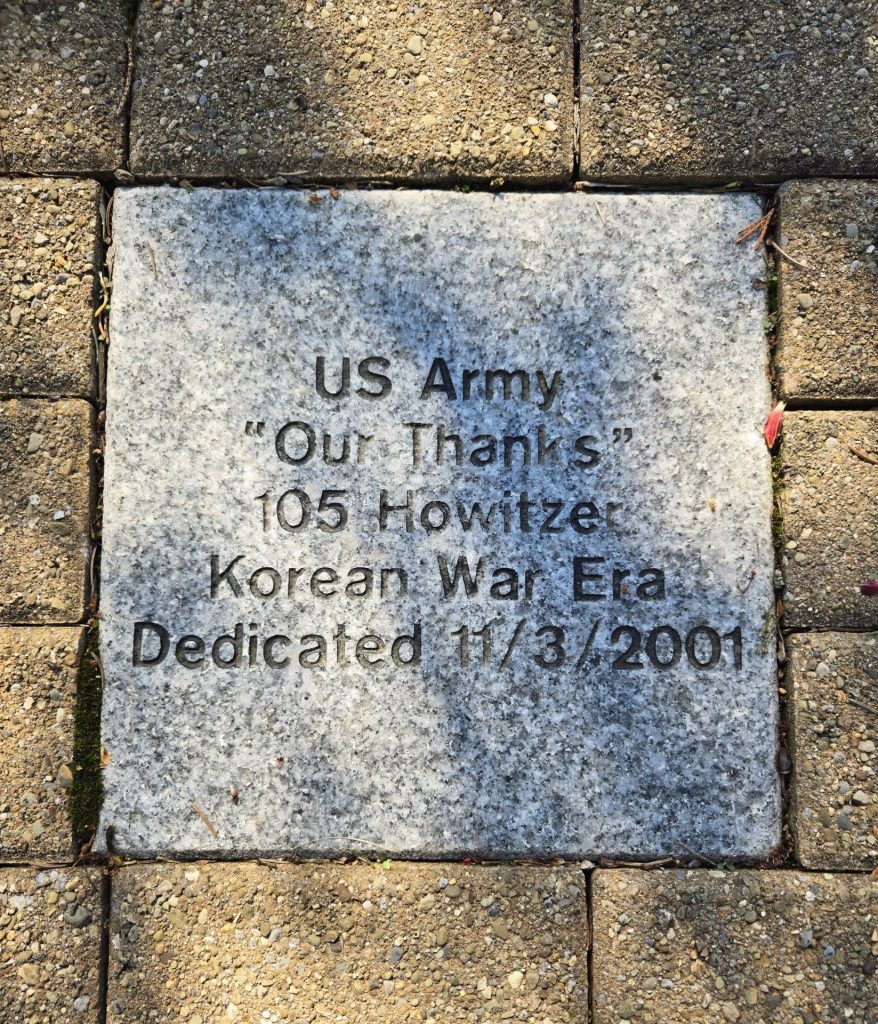 US Army
“Our Thanks”
105 Howitzer
Korean War Era
Dedicated 11/3/2001